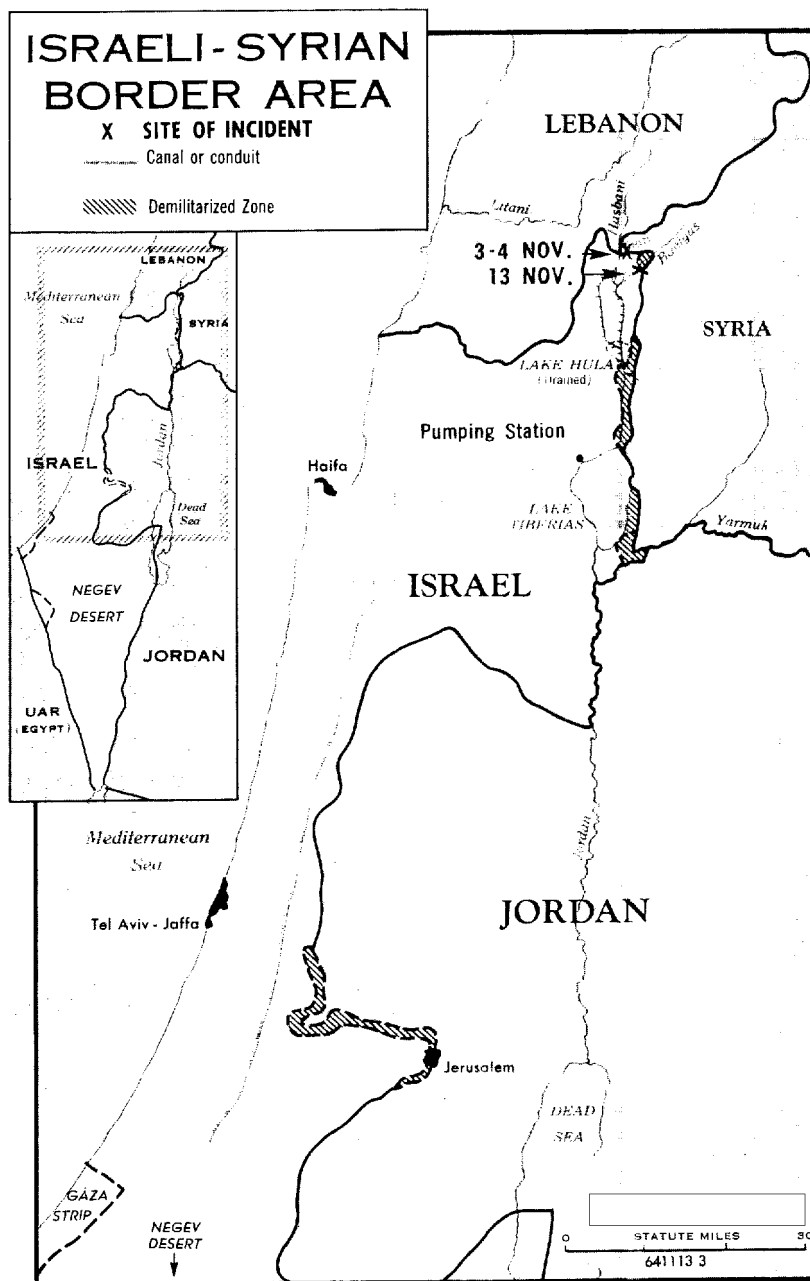 ISRAELI-SYRIAN
BORDER AREA
X SITE OF INCIDENT
Canal or conduit
Demilitarized Zone
LEBANON
Mediterranean
Sea
SYRIA
ISRAEL
Jordan
Dead
Sea
NEGEV
DESERT
JORDAN
UAR
(EGYPT)
LEBANON
Litani
Hasbani
Baniyas
3-4 NOV.
13 NOV.
SYRIA
LAKE HULA
(Drained)
Pumping Station
Haifa
LAKE
TIBERIAS
Yarmuk
ISRAEL
Mediterranean
Sea
Jordan
JORDAN
Tel Aviv - Jaffa
Jerusalem
DEAD
SEA
GAZA
STRIP
NEGEV
DESERT
0 STATUTE MILES 30
641113 3